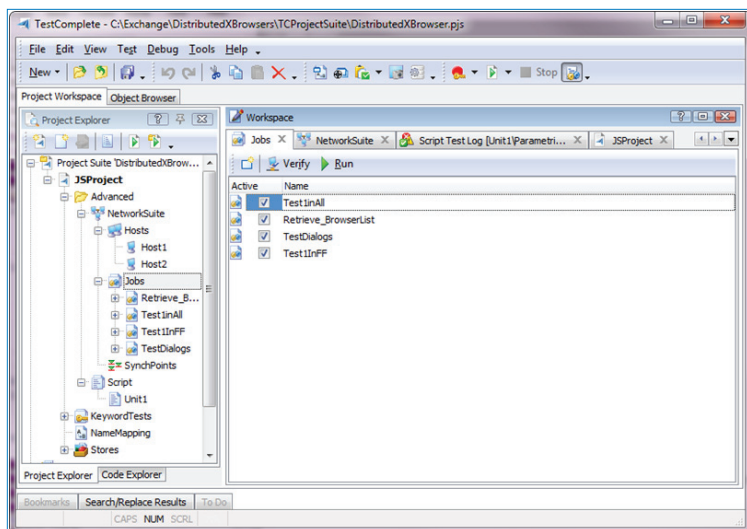 TestComplete - C:\Exchange\DistributedXBrowsers\TCProjectSuite\DistributedXBrowser.pjs
File Edit View Test Debug Tools Help
New Stop
Project Workspace Object Browser
Project Explorer
Project Suite 'DistributedXBrow...
JSProject
Advanced
NetworkSuite
Hosts
Host1
Host2
Jobs
Retrieve_B...
Test1inAll
Test1InFF
TestDialogs
SynchPoints
Script
Unit1
KeywordTests
NameMapping
Stores
Project Explorer Code Explorer
Workspace
Jobs NetworkSuite Script Test Log [Unit1\Parametri... JSProject
Verify Run
Active Name
Test1inAll
Retrieve_BrowserList
TestDialogs
Test1InFF
Bookmarks Search/Replace Results To Do
CAPS NUM SCRL